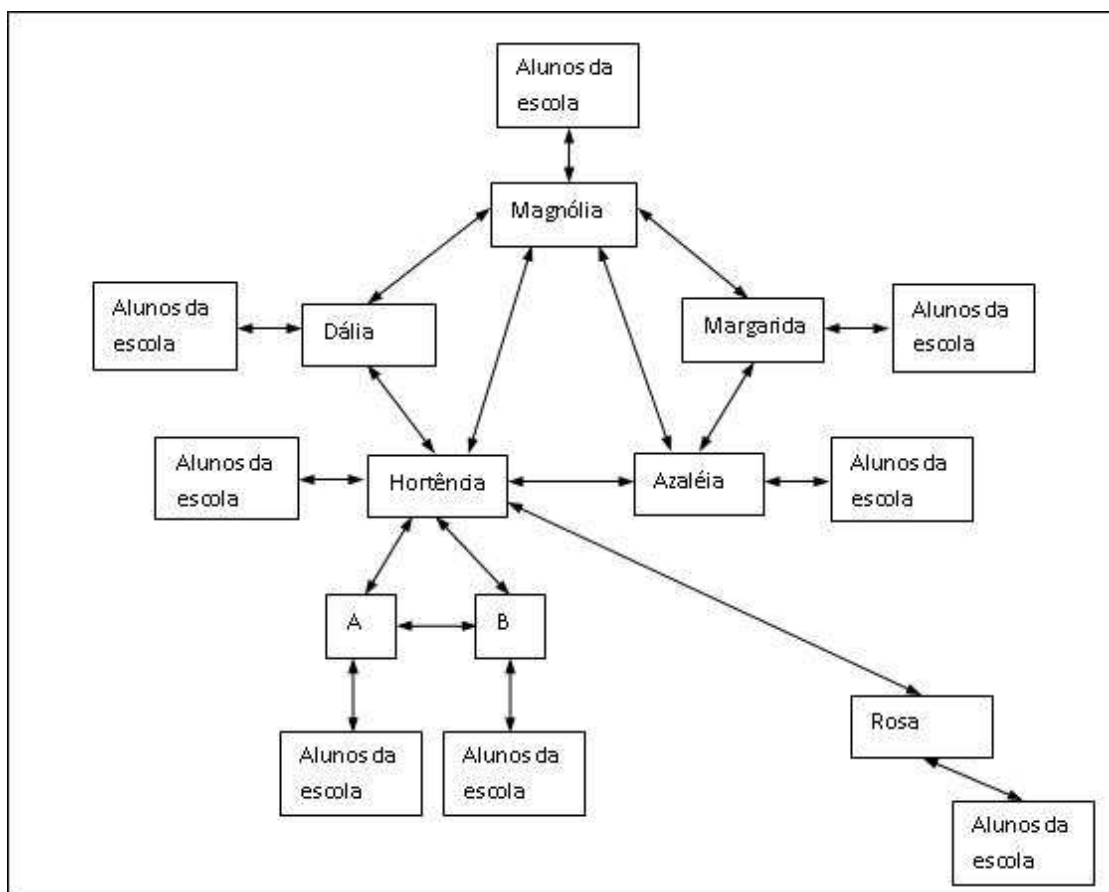 Alunos da
escola
Magnólia
Alunos da
escola
Dália
Margarida
Alunos da
escola
Alunos da
escola
Hortência
Azaléia
Alunos da
escola
A
B
Alunos da
escola
Alunos da
escola
Rosa
Alunos da
escola